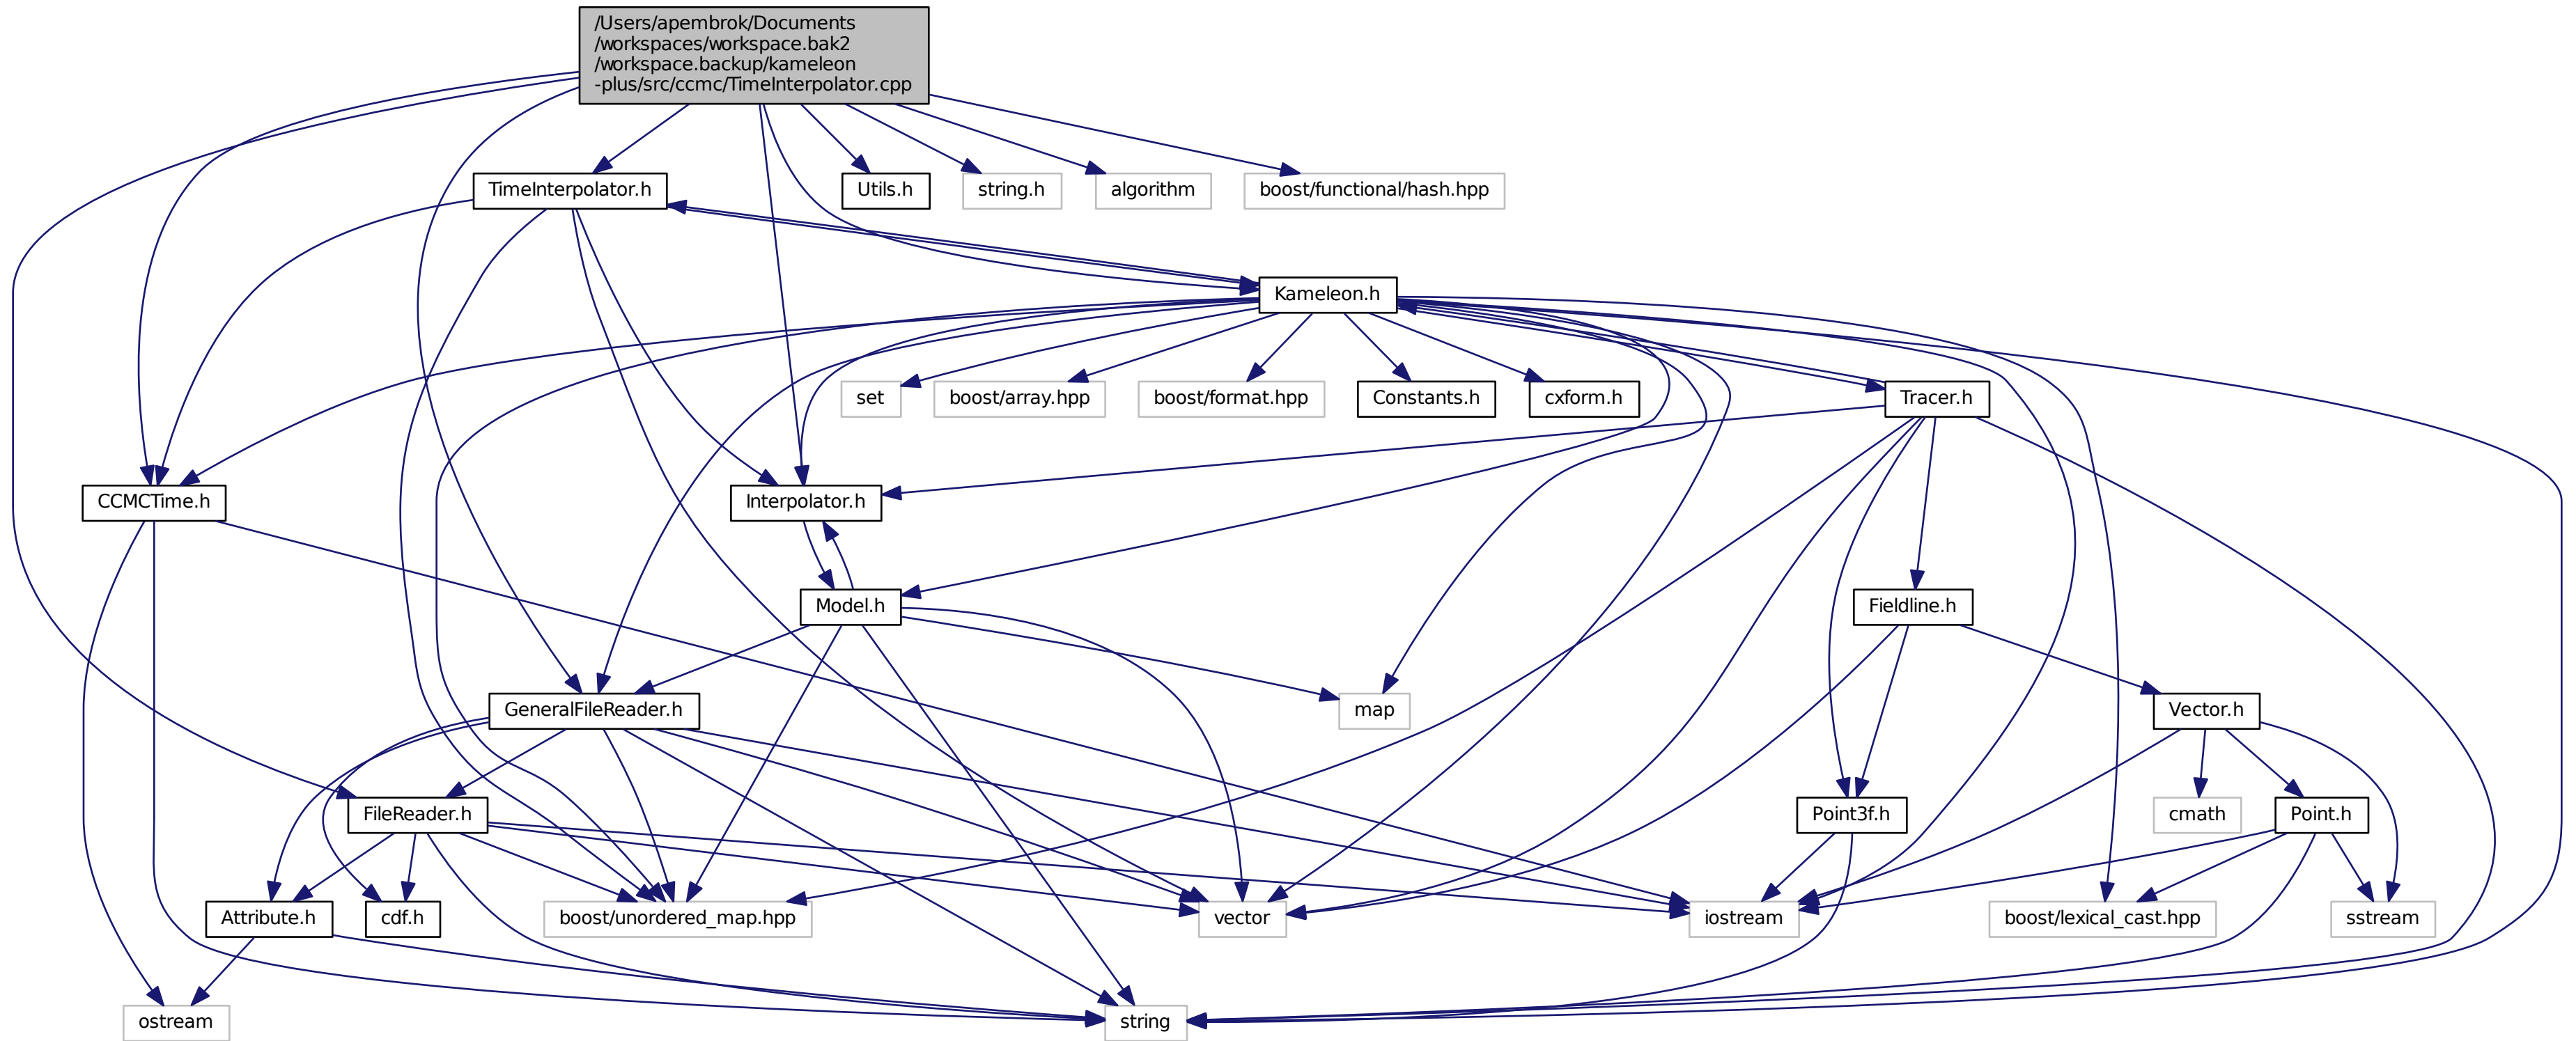 /Users/apembrok/Documents
/workspaces/workspace.bak2
/workspace.backup/kameleon
-plus/src/ccmc/TimeInterpolator.cpp
TimeInterpolator.h
Utils.h
string.h
algorithm
boost/functional/hash.hpp
Kameleon.h
set
boost/array.hpp
boost/format.hpp
Constants.h
cxform.h
Tracer.h
CCMCTime.h
Interpolator.h
Model.h
Fieldline.h
GeneralFileReader.h
map
Vector.h
FileReader.h
Point3f.h
cmath
Point.h
Attribute.h
cdf.h
boost/unordered_map.hpp
vector
iostream
boost/lexical_cast.hpp
sstream
ostream
string